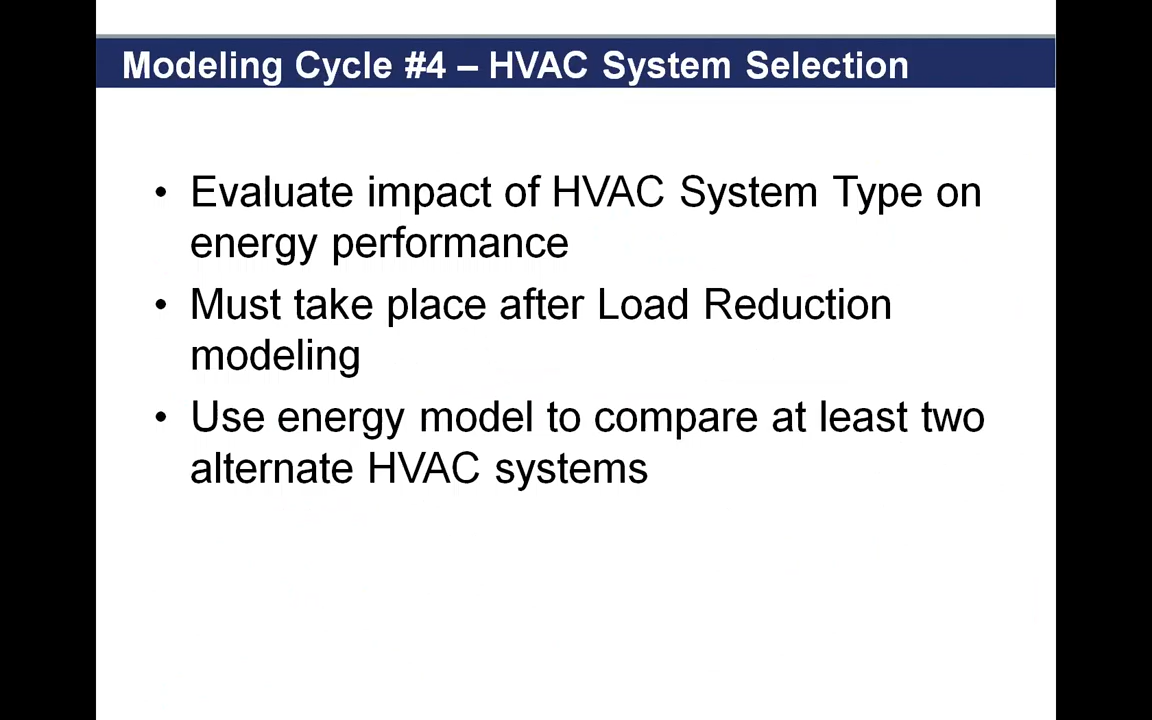 Modeling Cycle #4 – HVAC System Selection
• Evaluate impact of HVAC System Type on
energy performance
• Must take place after Load Reduction
modeling
• Use energy model to compare at least two
alternate HVAC systems